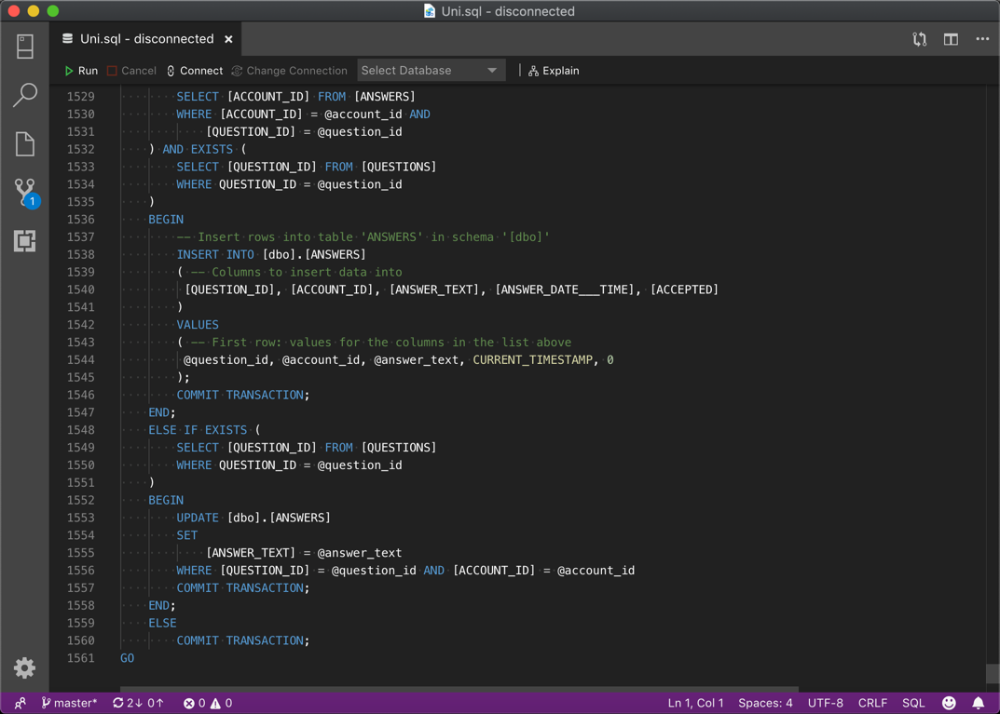 Uni.sql - disconnected
Uni.sql - disconnected ×
Run Cancel Connect Change Connection Select Database Explain
1529 SELECT [ACCOUNT_ID] FROM [ANSWERS]
1530 WHERE [ACCOUNT_ID] = @account_id AND
1531 [QUESTION_ID] = @question_id
1532 ) AND EXISTS (
1533 SELECT [QUESTION_ID] FROM [QUESTIONS]
1534 WHERE QUESTION_ID = @question_id
1535 )
1536 BEGIN
1537 -- Insert rows into table 'ANSWERS' in schema '[dbo]'
1538 INSERT INTO [dbo].[ANSWERS]
1539 ( -- Columns to insert data into
1540 [QUESTION_ID], [ACCOUNT_ID], [ANSWER_TEXT], [ANSWER_DATE___TIME], [ACCEPTED]
1541 )
1542 VALUES
1543 ( -- First row: values for the columns in the list above
1544 @question_id, @account_id, @answer_text, CURRENT_TIMESTAMP, 0
1545 );
1546 COMMIT TRANSACTION;
1547 END;
1548 ELSE IF EXISTS (
1549 SELECT [QUESTION_ID] FROM [QUESTIONS]
1550 WHERE QUESTION_ID = @question_id
1551 )
1552 BEGIN
1553 UPDATE [dbo].[ANSWERS]
1554 SET
1555 [ANSWER_TEXT] = @answer_text
1556 WHERE [QUESTION_ID] = @question_id AND [ACCOUNT_ID] = @account_id
1557 COMMIT TRANSACTION;
1558 END;
1559 ELSE
1560 COMMIT TRANSACTION;
1561 GO
1
master* 2↓ 0↑ 0 0 Ln 1, Col 1 Spaces: 4 UTF-8 CRLF SQL